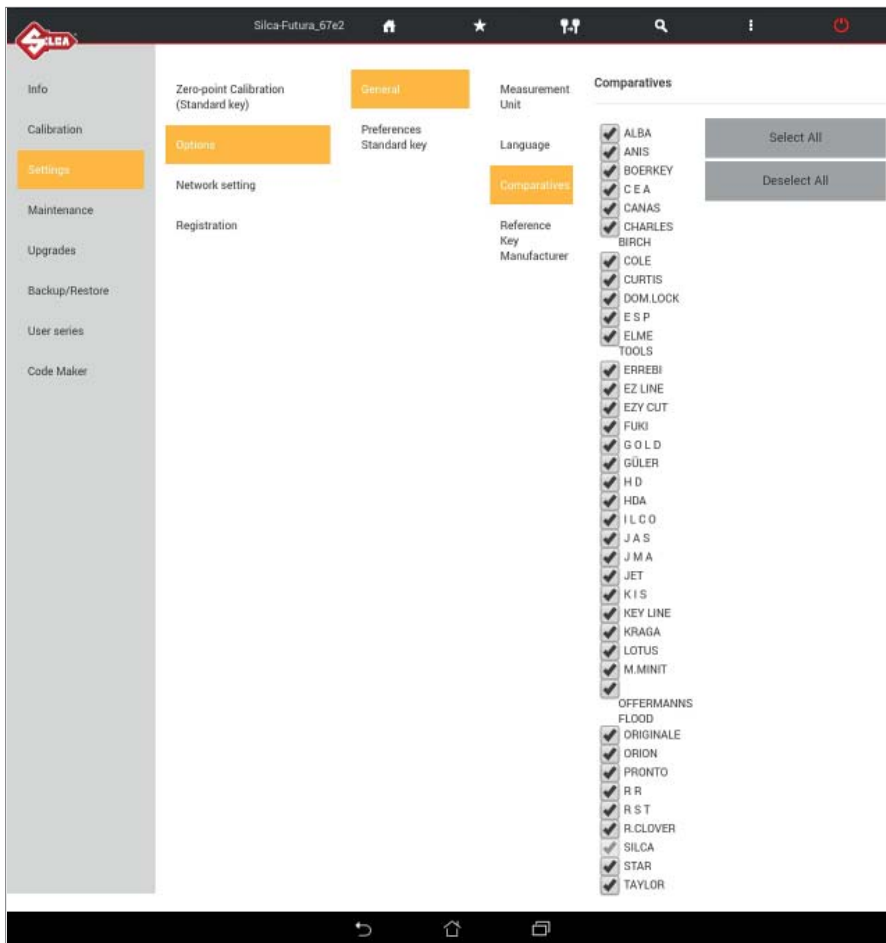 Silca-Futura_67e2
SILCA
Info
Calibration
Settings
Maintenance
Upgrades
Backup/Restore
User series
Code Maker
Zero-point Calibration
(Standard key)
Options
Network setting
Registration
General
Preferences
Standard key
Measurement
Unit
Language
Comparatives
Reference
Key
Manufacturer
Comparatives
ALBA
ANIS
BOERKEY
C E A
CANAS
CHARLES
BIRCH
COLE
CURTIS
DOM.LOCK
E S P
ELME
TOOLS
ERREBI
EZ LINE
EZY CUT
FUKI
G O L D
GÜLER
H D
HDA
I L C O
J A S
J M A
JET
K I S
KEY LINE
KRAGA
LOTUS
M.MINIT
OFFERMANNS
FLOOD
ORIGINALE
ORION
PRONTO
R R
R S T
R.CLOVER
SILCA
STAR
TAYLOR
Select All
Deselect All